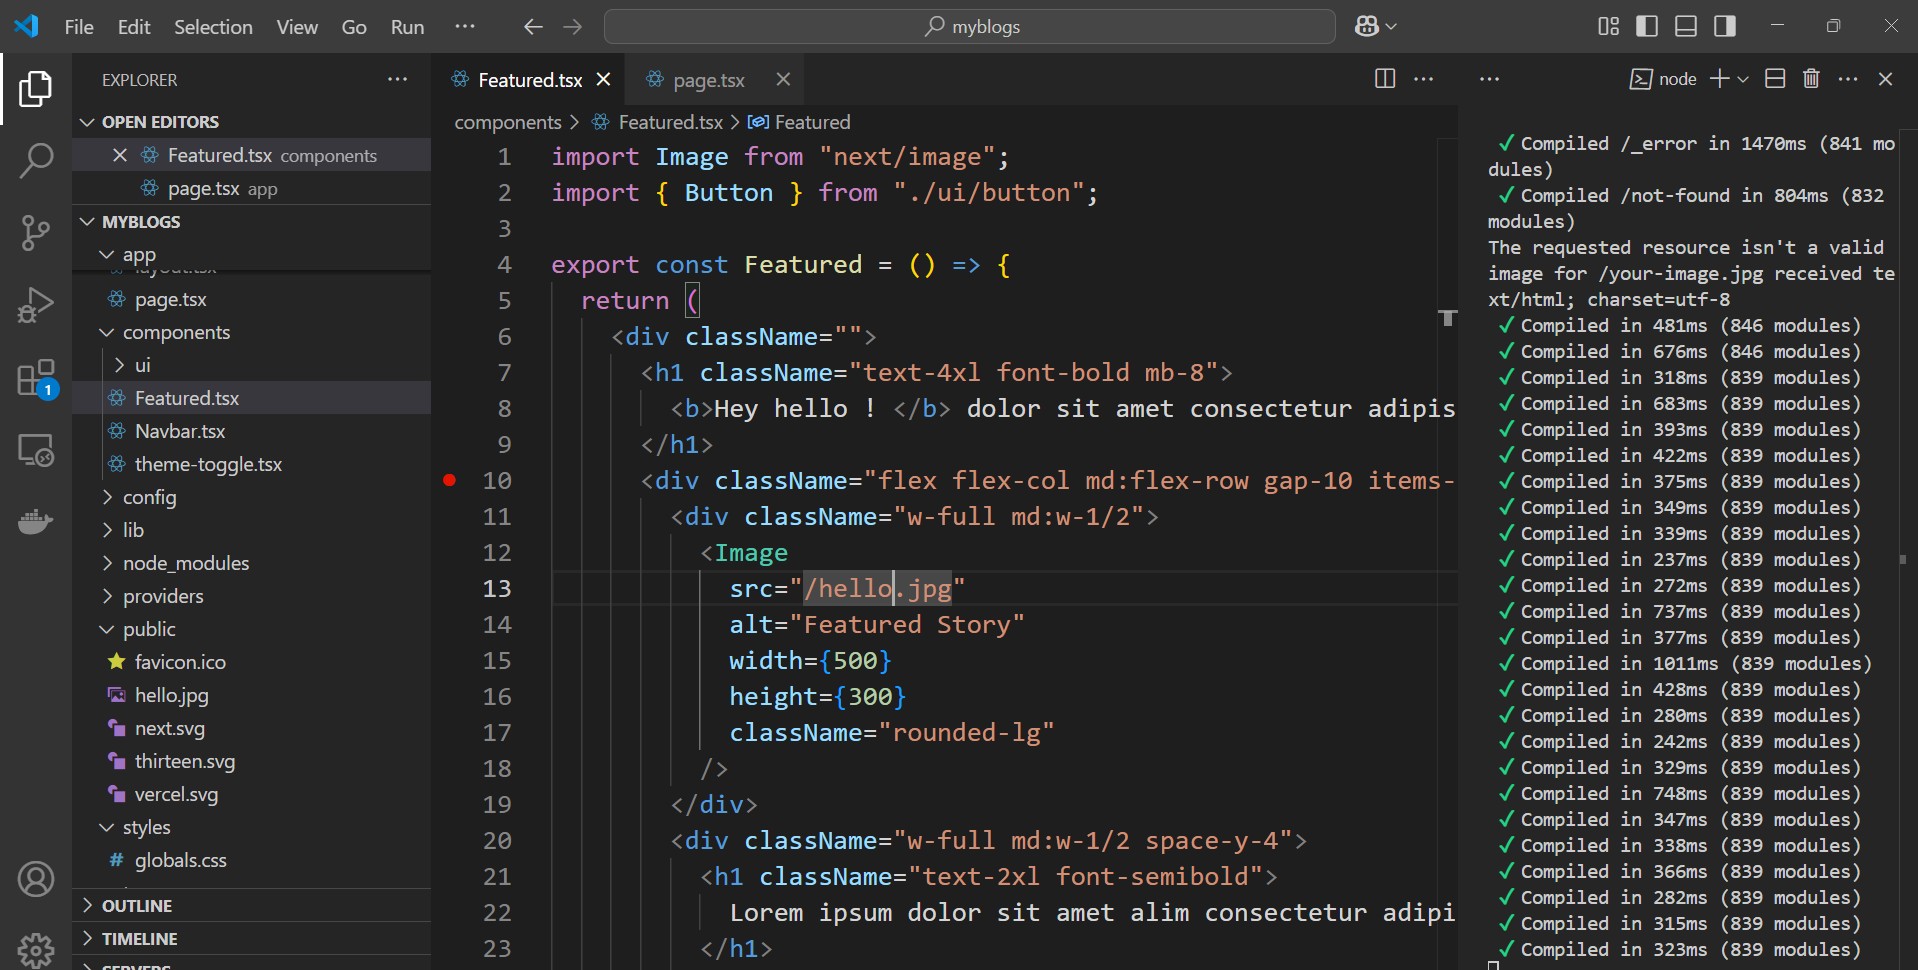 File Edit Selection View Go Run ···
myblogs
EXPLORER ···
OPEN EDITORS
Featured.tsx components
page.tsx app
MYBLOGS
app
layout.tsx
page.tsx
components
ui
Featured.tsx
Navbar.tsx
theme-toggle.tsx
config
lib
node_modules
providers
public
favicon.ico
hello.jpg
next.svg
thirteen.svg
vercel.svg
styles
# globals.css
OUTLINE
TIMELINE
SERVERS
1
Featured.tsx
page.tsx
···
components > Featured.tsx > Featured
1 import Image from "next/image";
2 import { Button } from "./ui/button";
3
4 export const Featured = () => {
5 return (
6 <div className="">
7 <h1 className="text-4xl font-bold mb-8">
8 <b>Hey hello ! </b> dolor sit amet consectetur adipis
9 </h1>
10 <div className="flex flex-col md:flex-row gap-10 items-
11 <div className="w-full md:w-1/2">
12 <Image
13 src="/hello.jpg"
14 alt="Featured Story"
15 width={500}
16 height={300}
17 className="rounded-lg"
18 />
19 </div>
20 <div className="w-full md:w-1/2 space-y-4">
21 <h1 className="text-2xl font-semibold">
22 Lorem ipsum dolor sit amet alim consectetur adipi
23 </h1>
··· node ···
✓ Compiled /_error in 1470ms (841 mo
dules)
✓ Compiled /not-found in 804ms (832
modules)
The requested resource isn't a valid
image for /your-image.jpg received te
xt/html; charset=utf-8
✓ Compiled in 481ms (846 modules)
✓ Compiled in 676ms (846 modules)
✓ Compiled in 318ms (839 modules)
✓ Compiled in 683ms (839 modules)
✓ Compiled in 393ms (839 modules)
✓ Compiled in 422ms (839 modules)
✓ Compiled in 375ms (839 modules)
✓ Compiled in 349ms (839 modules)
✓ Compiled in 339ms (839 modules)
✓ Compiled in 237ms (839 modules)
✓ Compiled in 272ms (839 modules)
✓ Compiled in 737ms (839 modules)
✓ Compiled in 377ms (839 modules)
✓ Compiled in 1011ms (839 modules)
✓ Compiled in 428ms (839 modules)
✓ Compiled in 280ms (839 modules)
✓ Compiled in 242ms (839 modules)
✓ Compiled in 329ms (839 modules)
✓ Compiled in 748ms (839 modules)
✓ Compiled in 347ms (839 modules)
✓ Compiled in 338ms (839 modules)
✓ Compiled in 366ms (839 modules)
✓ Compiled in 282ms (839 modules)
✓ Compiled in 315ms (839 modules)
✓ Compiled in 323ms (839 modules)